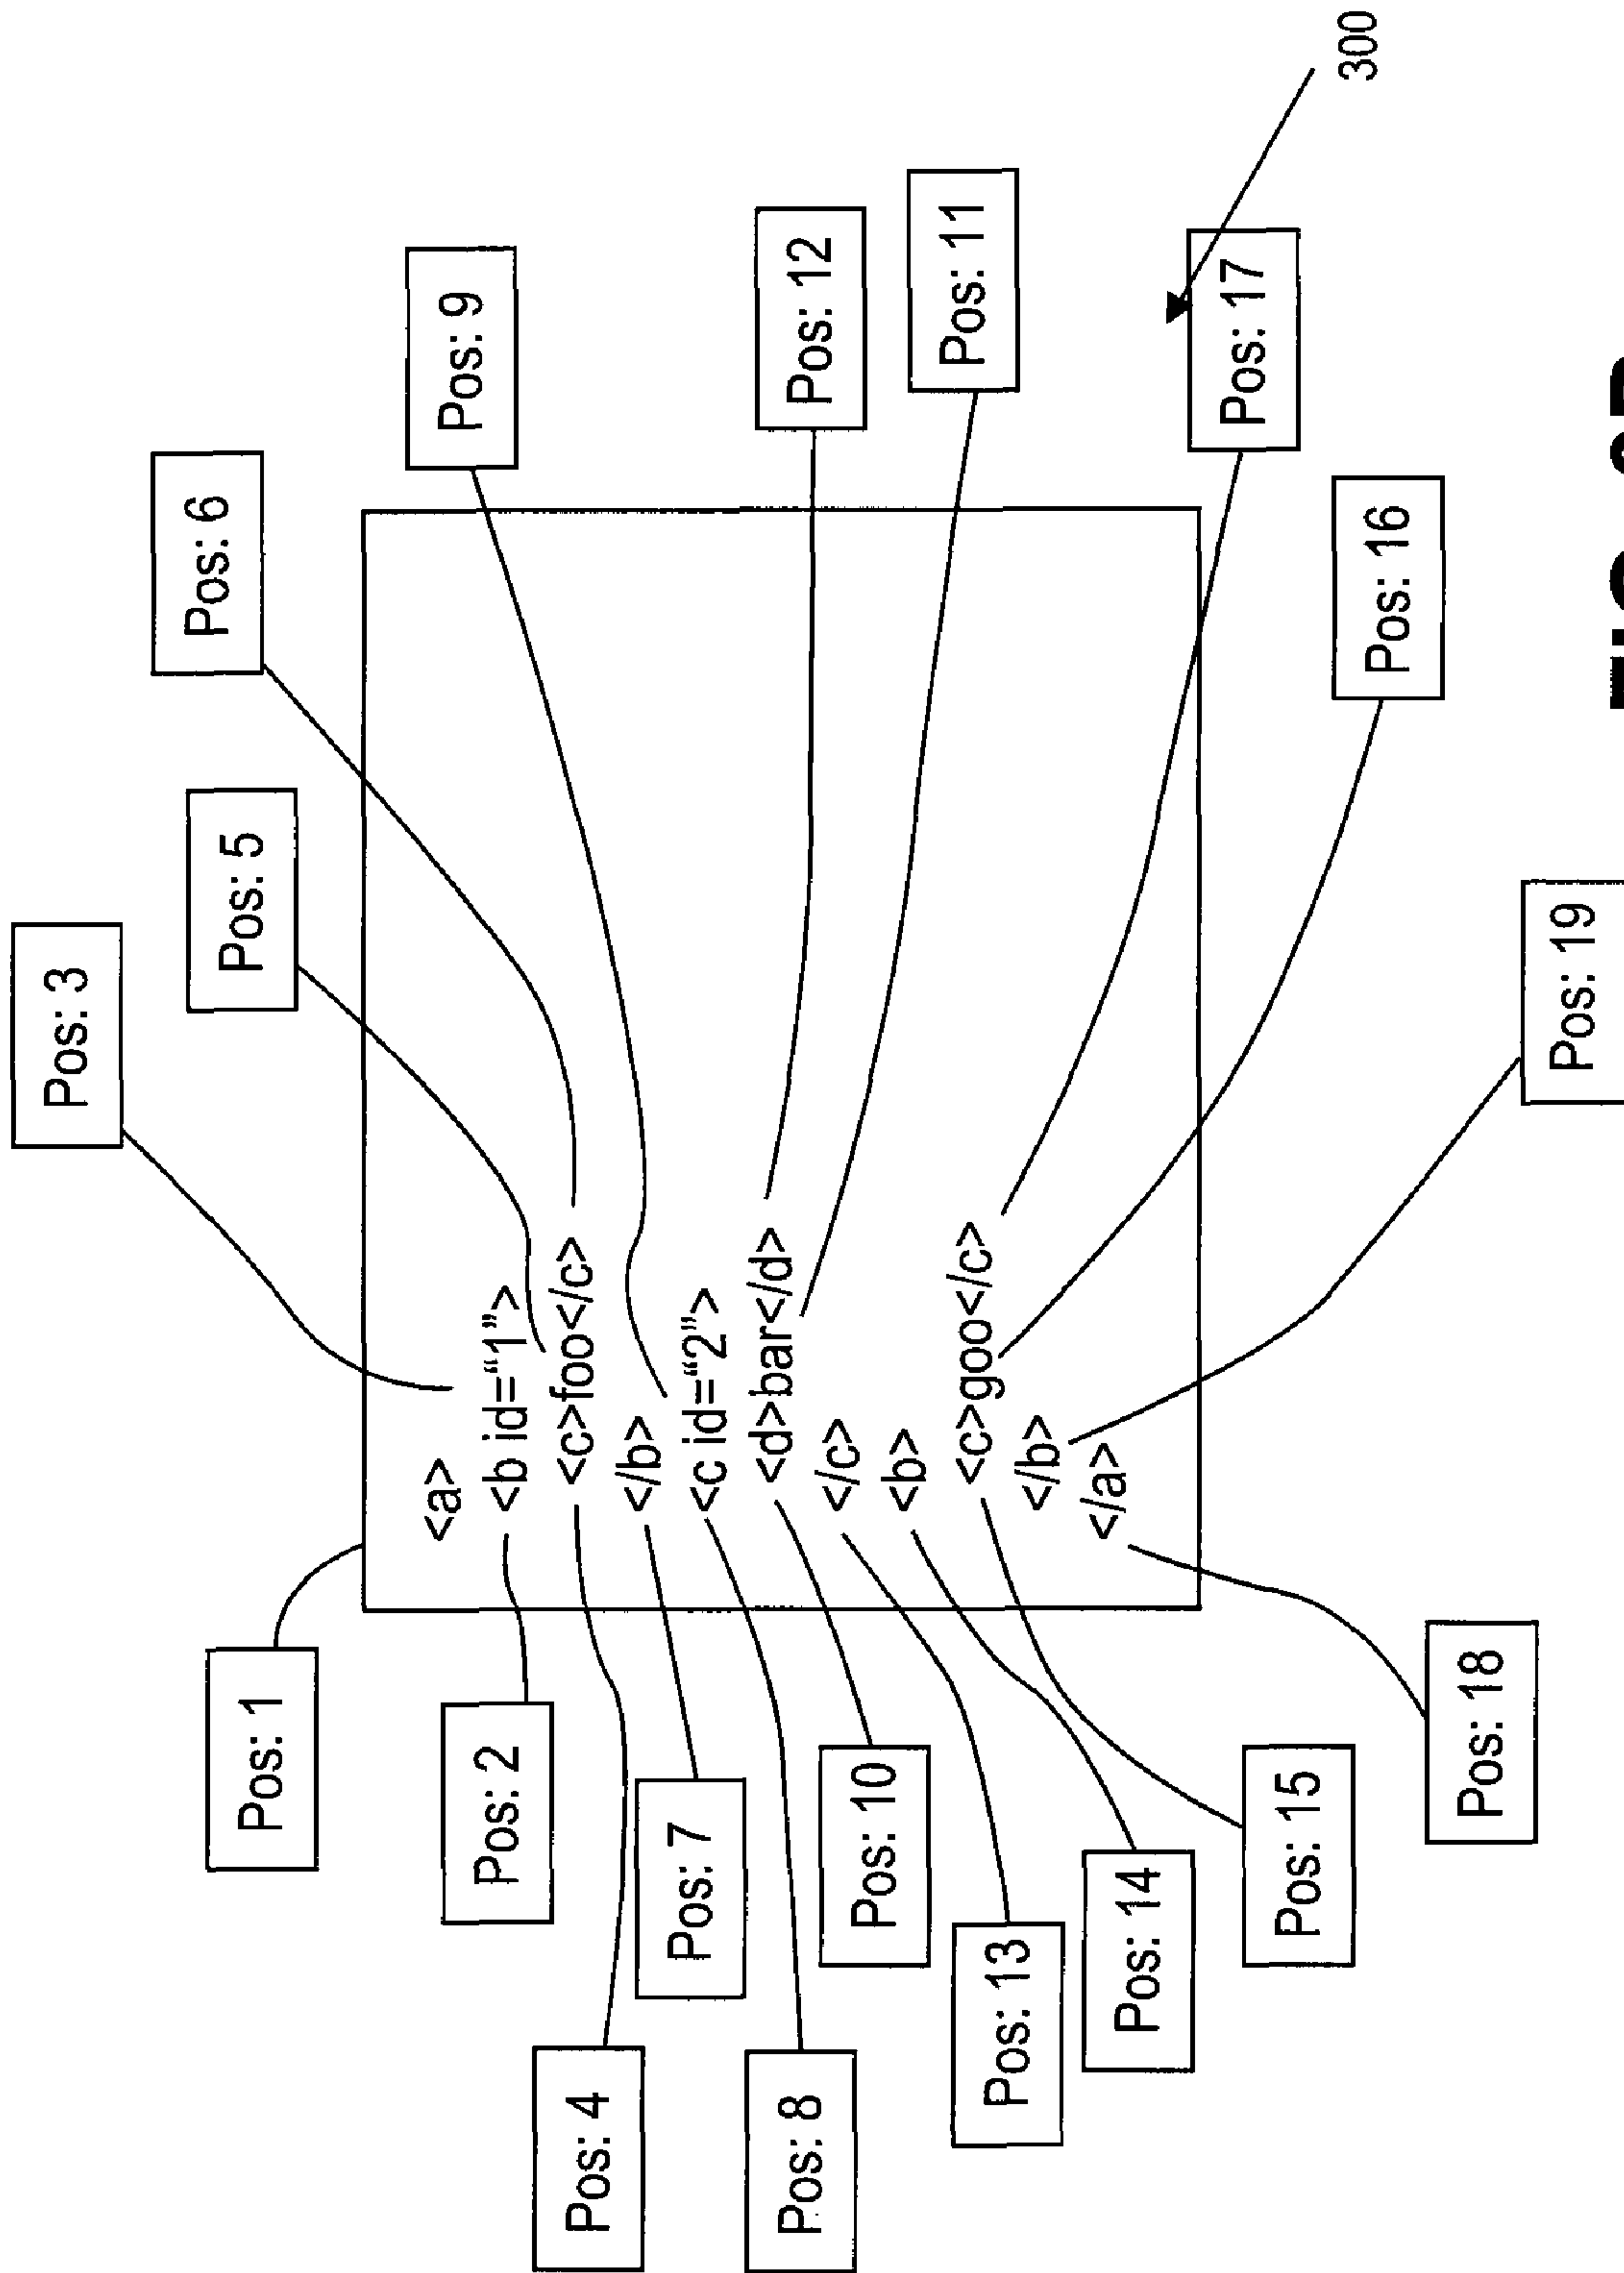 Pos: 3
Pos: 5
Pos: 6
Pos: 9
Pos: 1
Pos: 2
Pos: 4
Pos: 7
Pos: 8
Pos: 10
Pos: 13
Pos: 14
Pos: 15
Pos: 18
<a>
<b id=“1”>
<c>foo</c>
</b>
<c id=“2”>
<d>bar</d>
</c>
<b>
<c>goo</c>
</b>
</a>
Pos: 12
Pos: 11
Pos: 17
Pos: 16
Pos: 19
300